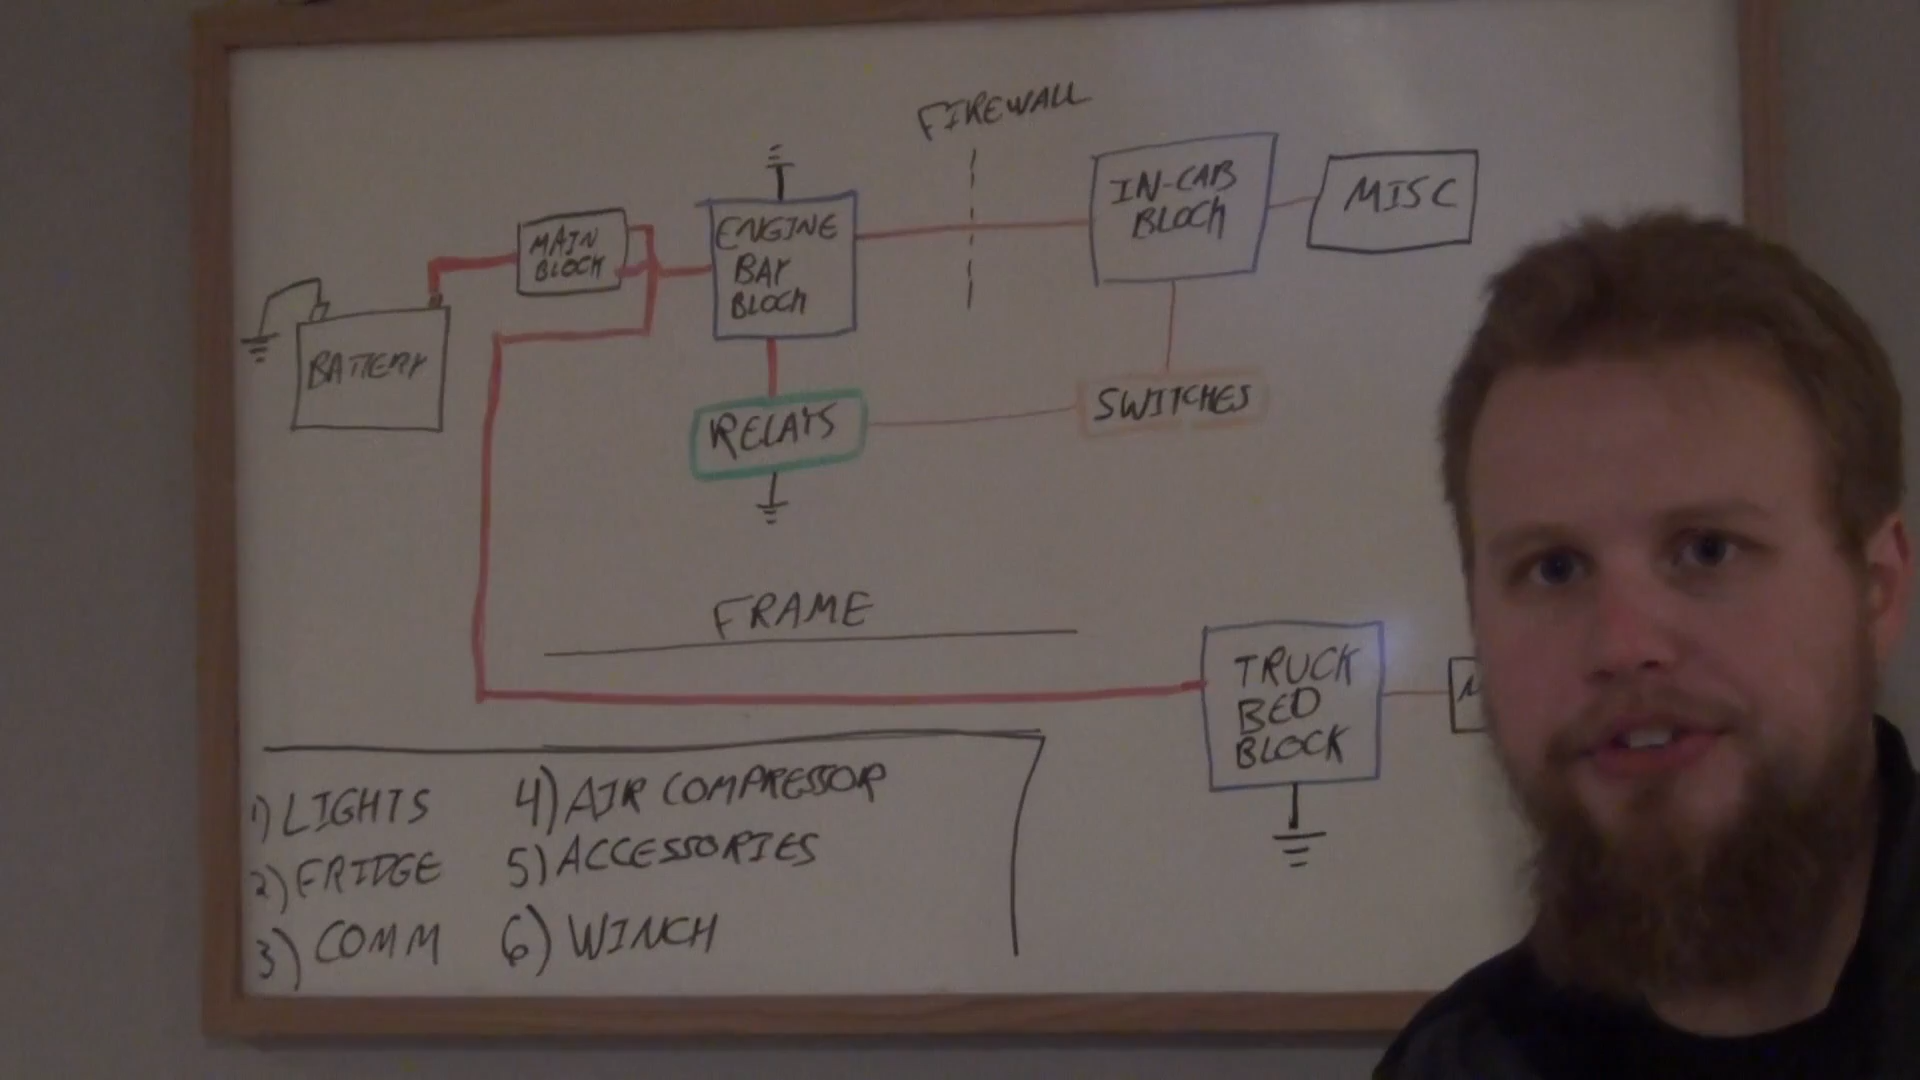 FIREWALL
MAIN
BLOCK
ENGINE
BAY
BLOCK
IN-CAB
BLOCK
MISC
BATTERY
RELAYS
SWITCHES
FRAME
TRUCK
BED
BLOCK
1) LIGHTS
2) FRIDGE
3) COMM
4) AIR COMPRESSOR
5) ACCESSORIES
6) WINCH